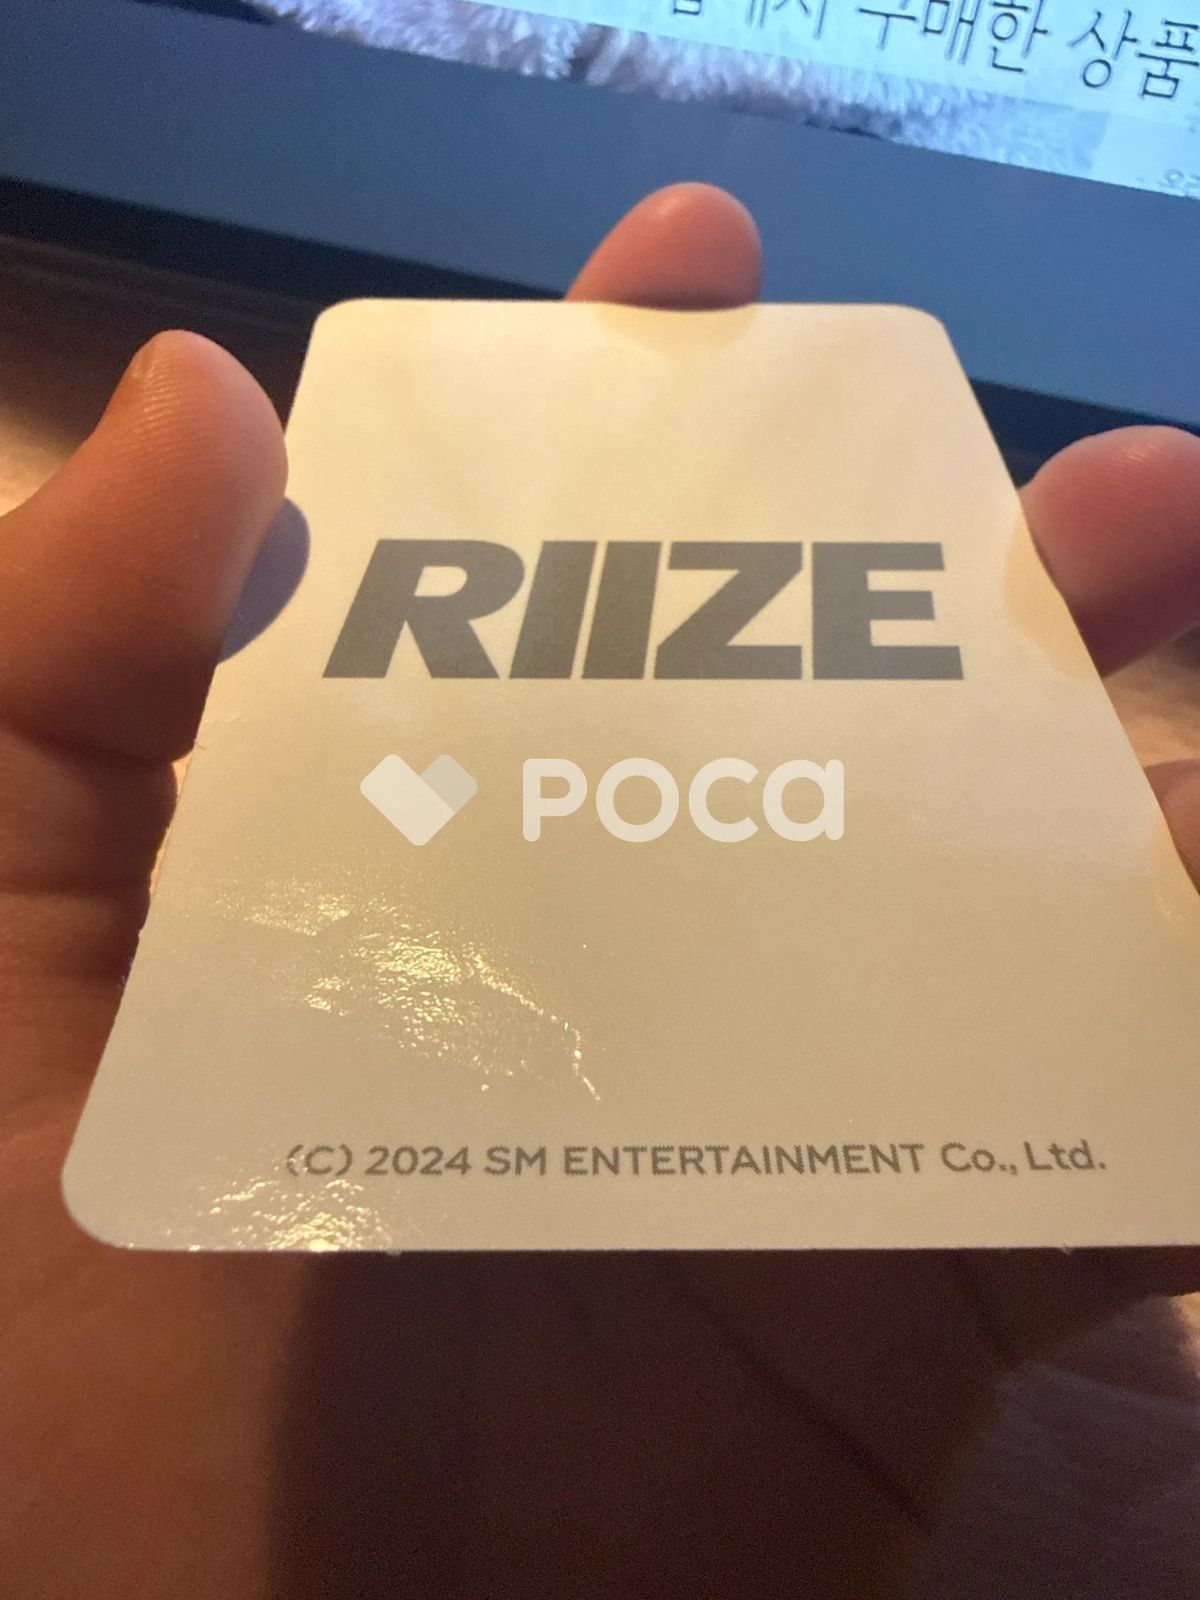 구매한 상품
RIIZE
POCA
(C) 2024 SM ENTERTAINMENT Co., Ltd.